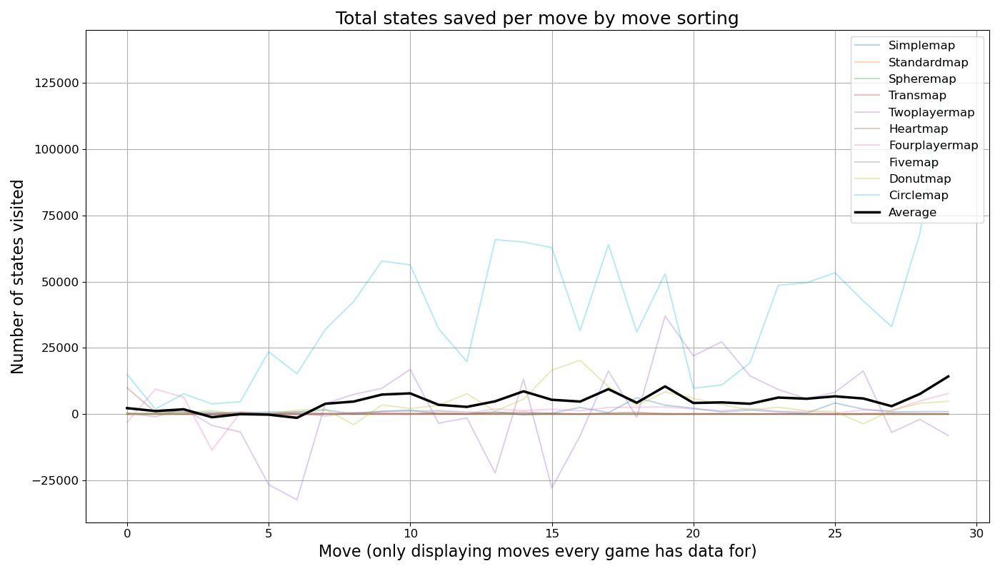 Total states saved per move by move sorting
Number of states visited
125000
100000
75000
50000
25000
0
−25000
0 5 10 15 20 25 30
Move (only displaying moves every game has data for)
Simplemap
Standardmap
Spheremap
Transmap
Twoplayermap
Heartmap
Fourplayermap
Fivemap
Donutmap
Circlemap
Average